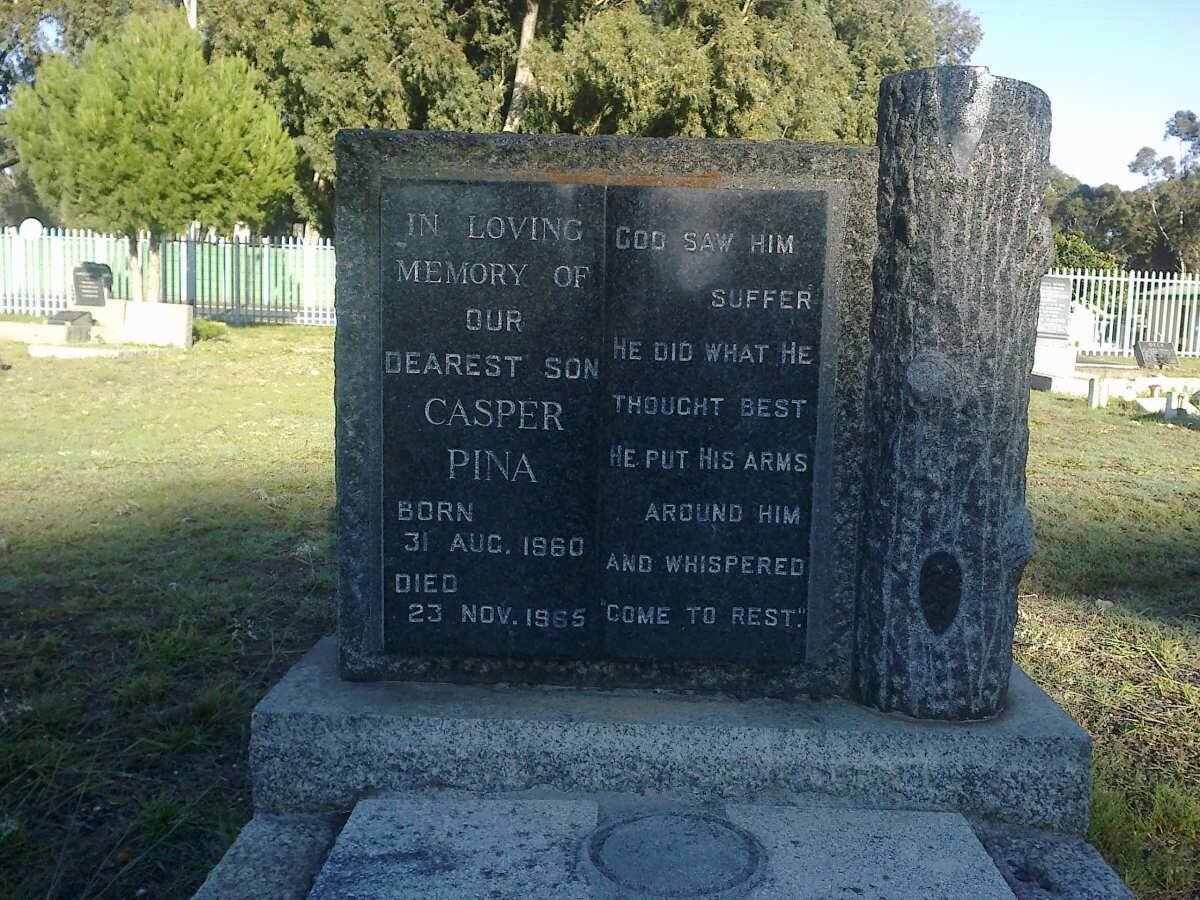 IN LOVING
MEMORY OF
OUR
DEAREST SON
CASPER
PINA
BORN
31 AUG. 1960
DIED
23 NOV. 1965
GOD SAW HIM
SUFFER
HE DID WHAT HE
THOUGHT BEST
HE PUT HIS ARMS
AROUND HIM
AND WHISPERED
"COME TO REST."